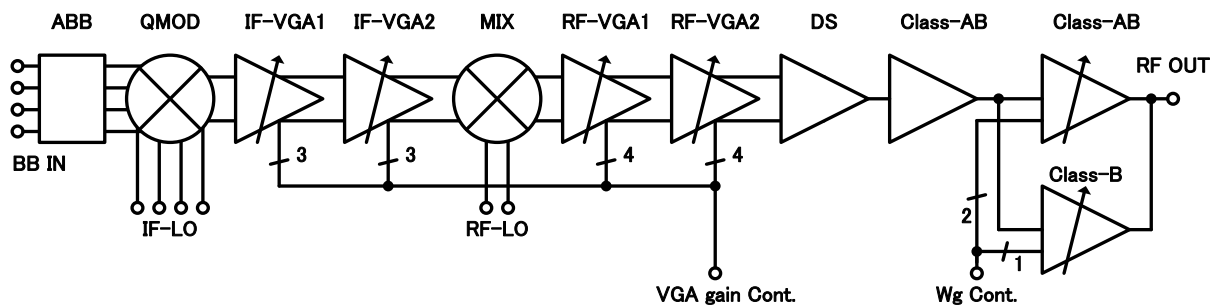 ABB QMOD IF-VGA1 IF-VGA2 MIX RF-VGA1 RF-VGA2 DS Class-AB Class-AB
RF OUT
BB IN
3 3 4 4
Class-B
2
IF-LO
RF-LO
1
VGA gain Cont.
Wg Cont.